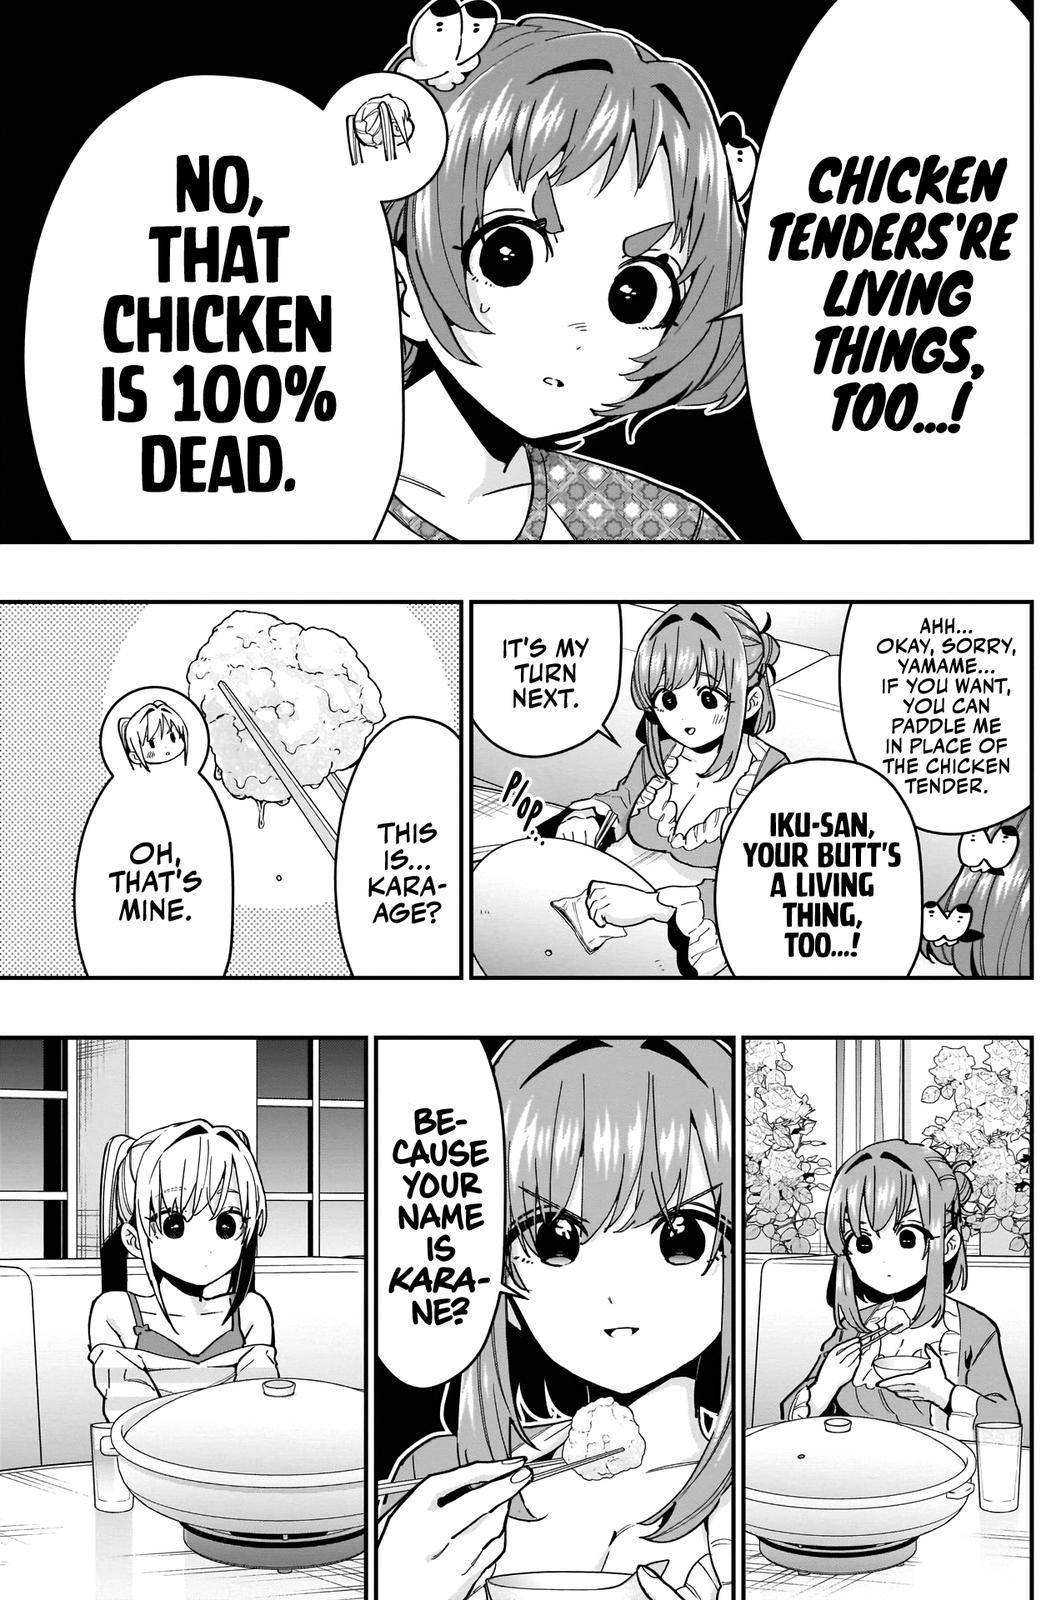 CHICKEN
TENDERS'RE
LIVING
THINGS,
TOO...!
NO,
THAT
CHICKEN
IS 100%
DEAD.
AHH...
OKAY, SORRY,
YAMAME...
IF YOU WANT,
YOU CAN
PADDLE ME
IN PLACE OF
THE CHICKEN
TENDER.
IKU-SAN,
YOUR BUTT'S
A LIVING
THING,
TOO...!
IT'S MY
TURN
NEXT.
PLOP...
THIS
IS...
KARA-
AGE?
OH,
THAT'S
MINE.
BE-
CAUSE
YOUR
NAME
IS
KARA-
NE?